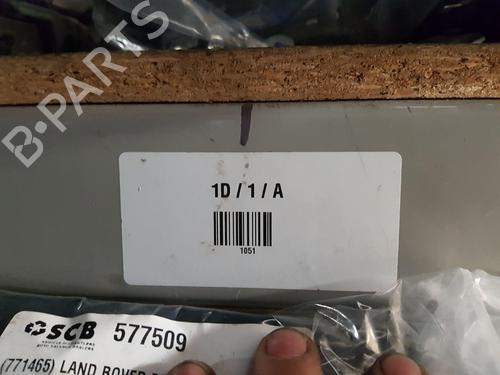 B-PARTS
1D / 1 / A
1051
SCB 577509
(771465) LAND ROVER